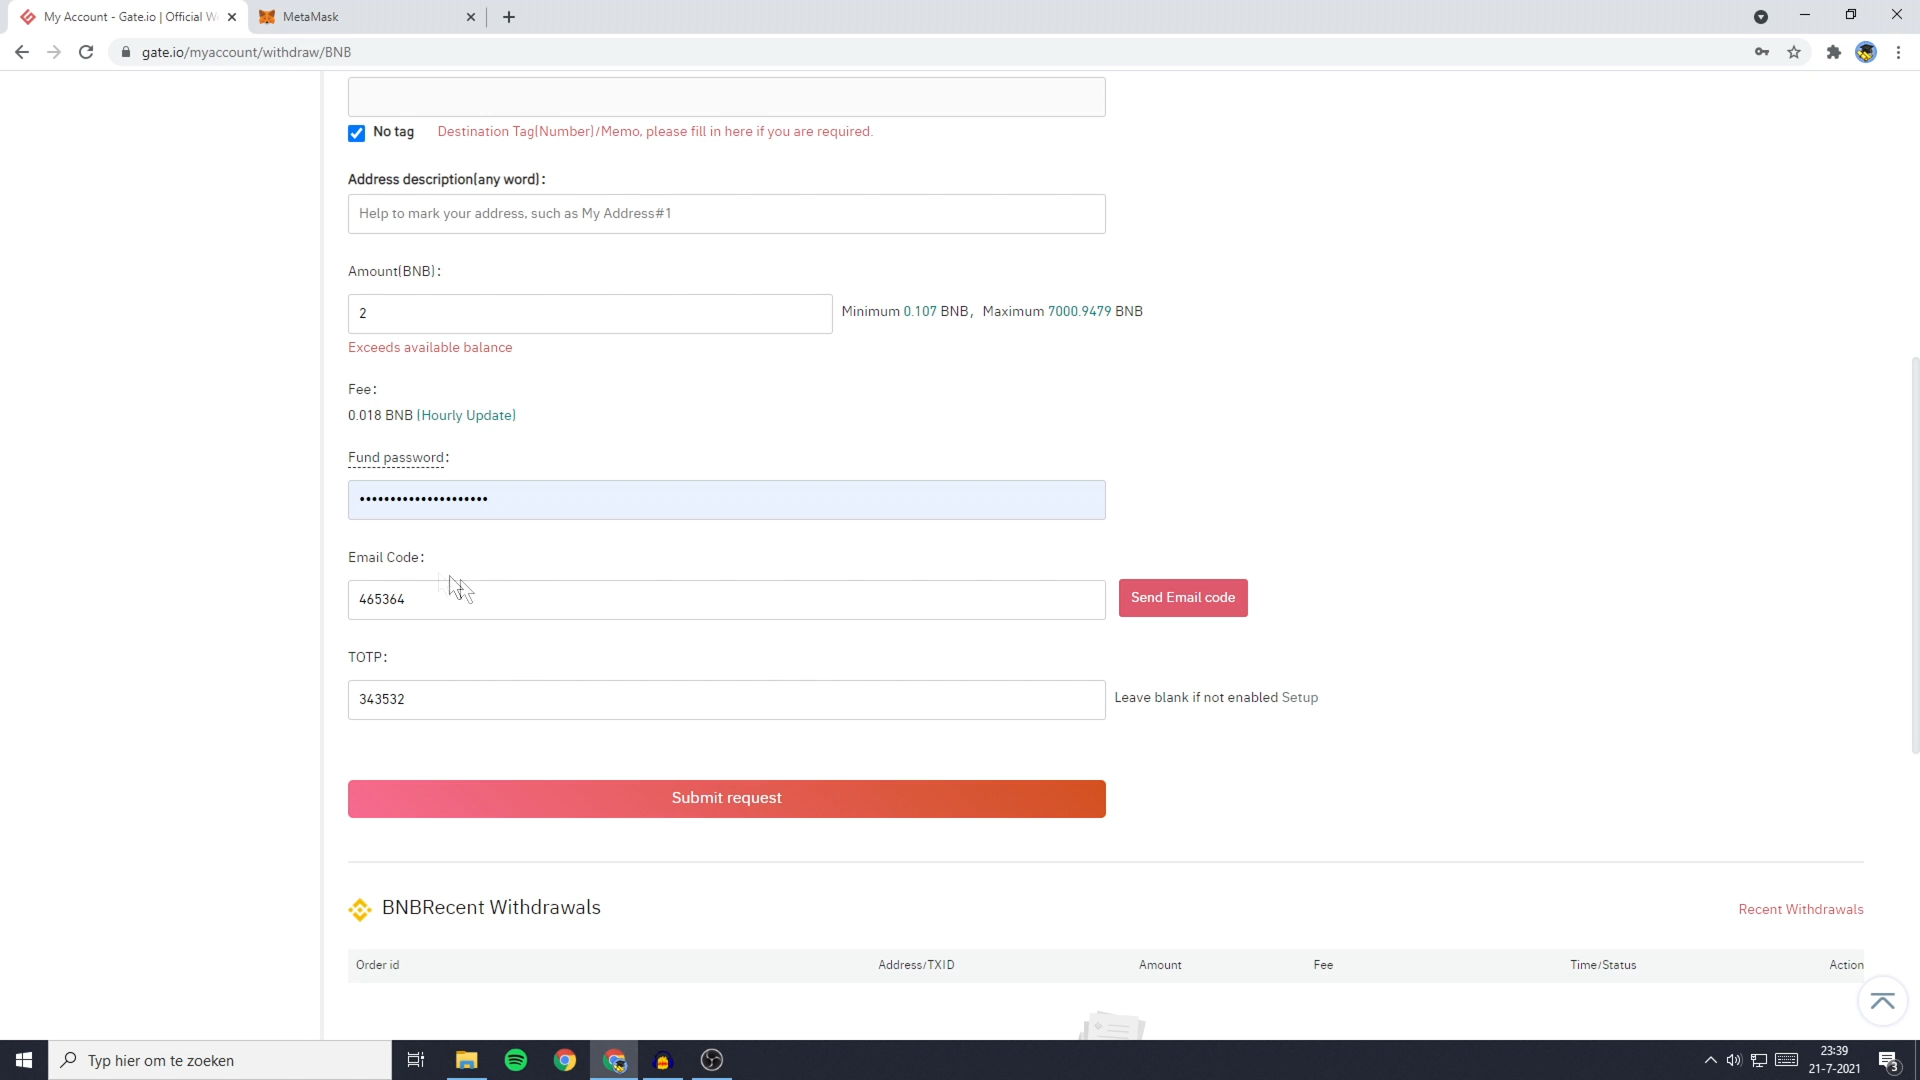 My Account - Gate.io | Official W
MetaMask
gate.io/myaccount/withdraw/BNB
No tag Destination Tag(Number)/Memo, please fill in here if you are required.
Address description(any word):
Help to mark your address, such as My Address#1
Amount(BNB):
2 Minimum 0.107 BNB, Maximum 7000.9479 BNB
Exceeds available balance
Fee:
0.018 BNB (Hourly Update)
Fund password:
•••••••••••••••••••••
Email Code:
465364 Send Email code
TOTP:
343532 Leave blank if not enabled Setup
Submit request
BNBRecent Withdrawals Recent Withdrawals
Order id Address/TXID Amount Fee Time/Status Action
Typ hier om te zoeken
23:39
21-7-2021
3